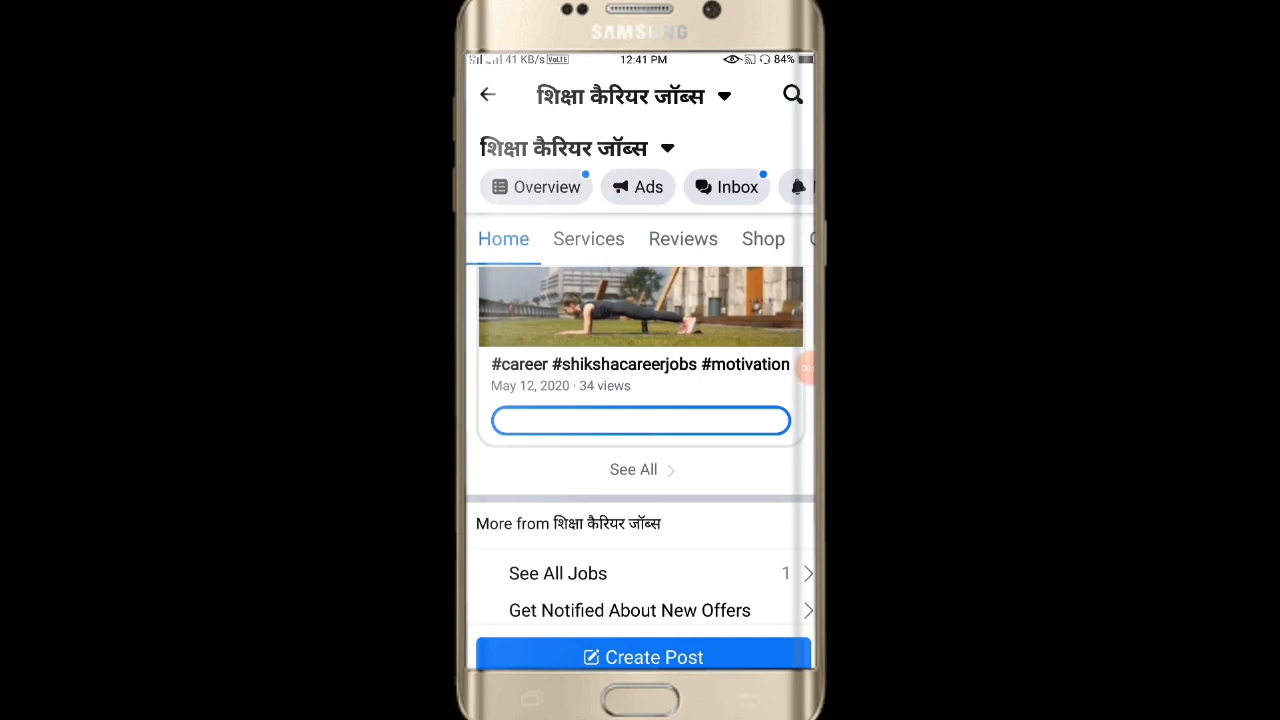 SAMSUNG
41 KB/s VoLTE 12:41 PM 84%
शिक्षा कैरियर जॉब्स
शिक्षा कैरियर जॉब्स
Overview Ads Inbox
Home Services Reviews Shop
#career #shikshacareerjobs #motivation
May 12, 2020 · 34 views
See All
More from शिक्षा कैरियर जॉब्स
See All Jobs 1
Get Notified About New Offers
Create Post